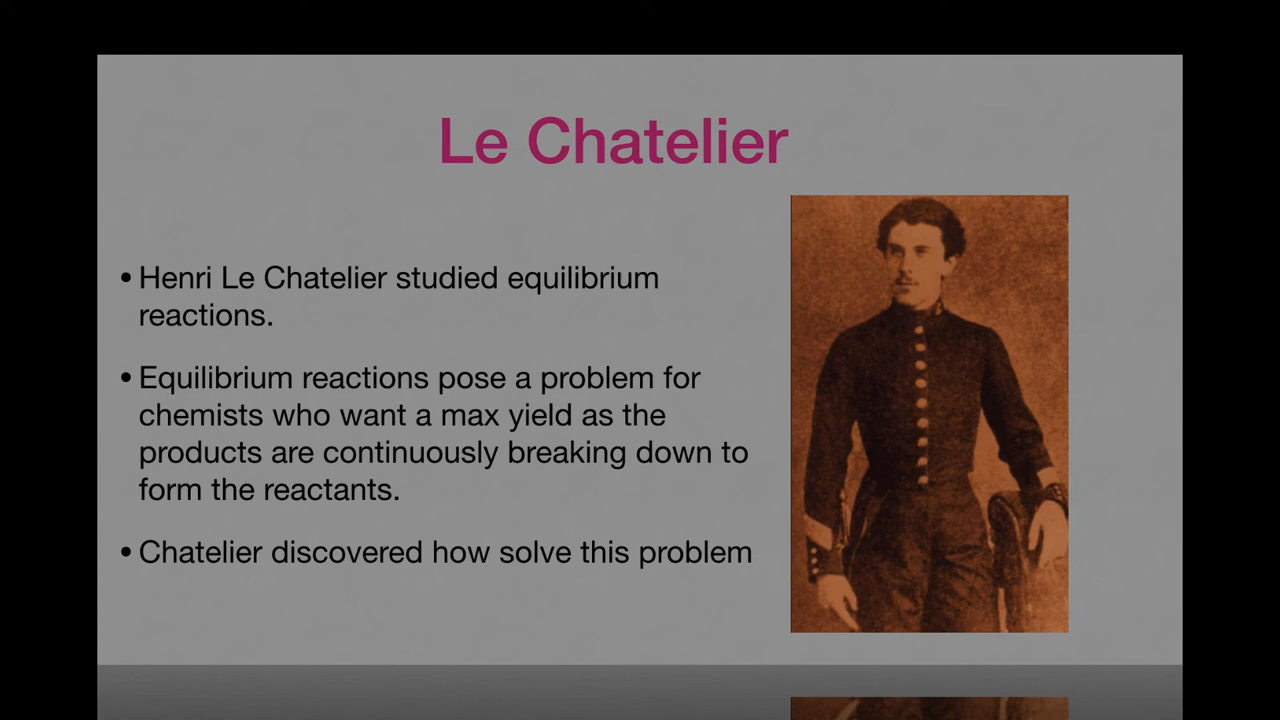 Le Chatelier
• Henri Le Chatelier studied equilibrium
reactions.
• Equilibrium reactions pose a problem for
chemists who want a max yield as the
products are continuously breaking down to
form the reactants.
• Chatelier discovered how solve this problem